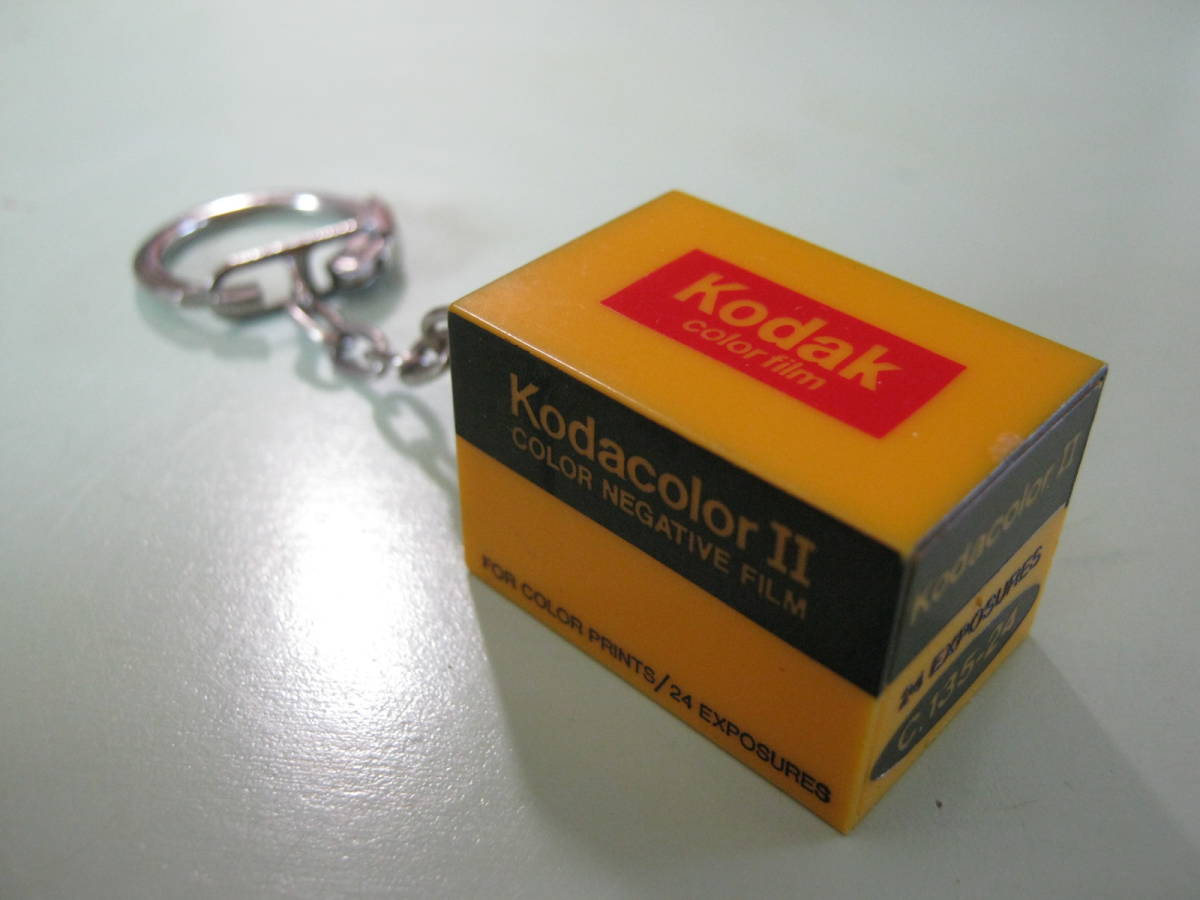 Kodak
color film
Kodacolor II
COLOR NEGATIVE FILM
FOR COLOR PRINTS/24 EXPOSURES
Kodacolor II
24 EXPOSURES
C.135-24